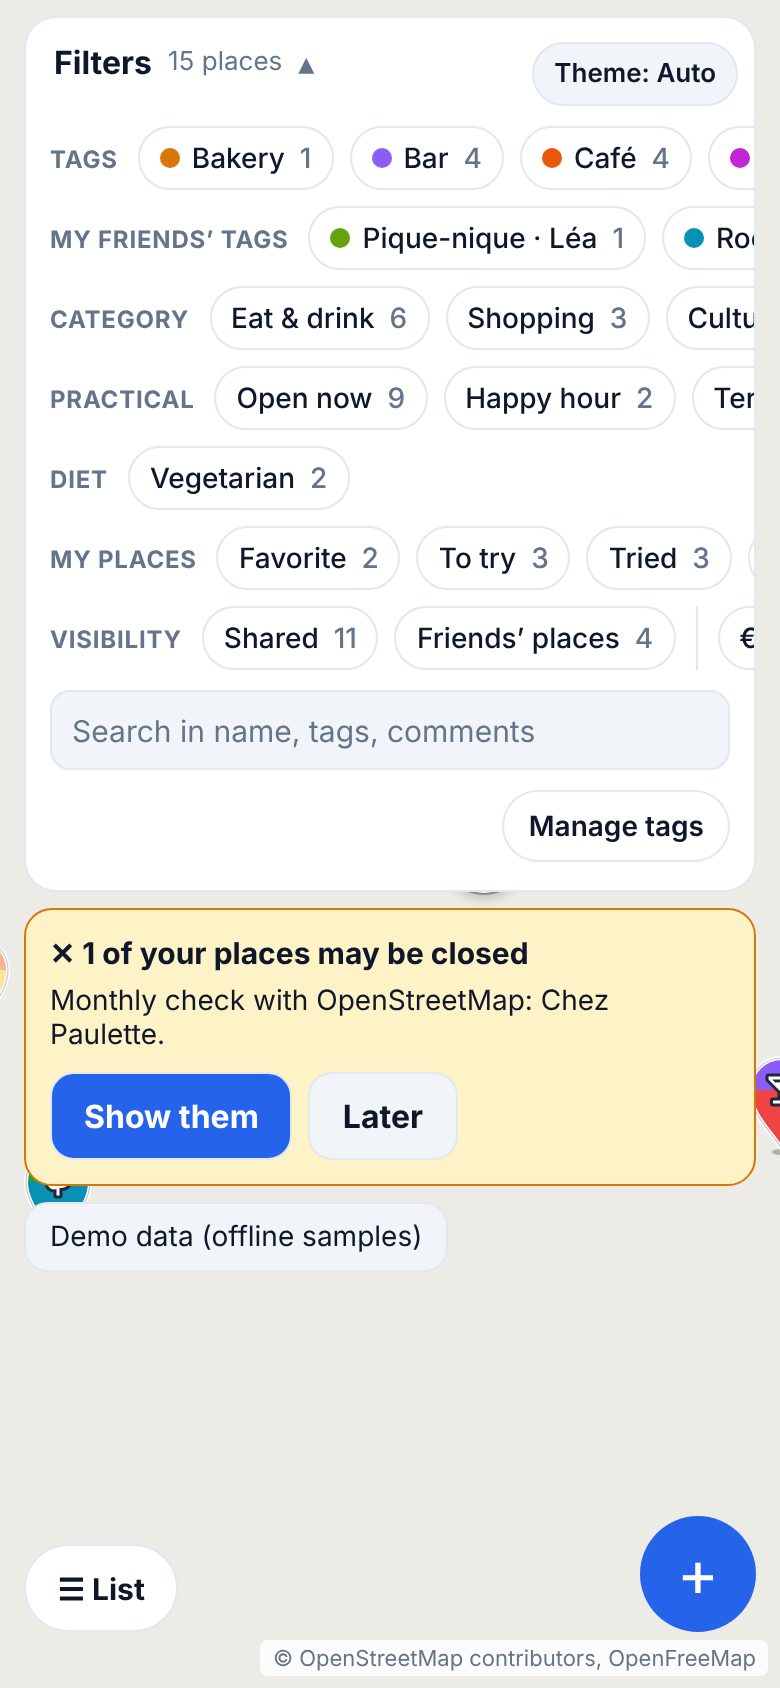 Filters 15 places ▲
Theme: Auto
TAGS Bakery 1 Bar 4 Café 4
MY FRIENDS’ TAGS Pique-nique · Léa 1
CATEGORY Eat & drink 6 Shopping 3
PRACTICAL Open now 9 Happy hour 2
DIET Vegetarian 2
MY PLACES Favorite 2 To try 3 Tried 3
VISIBILITY Shared 11 Friends’ places 4 €
Search in name, tags, comments
Manage tags
✕ 1 of your places may be closed
Monthly check with OpenStreetMap: Chez
Paulette.
Show them Later
Demo data (offline samples)
☰ List
+
© OpenStreetMap contributors, OpenFreeMap